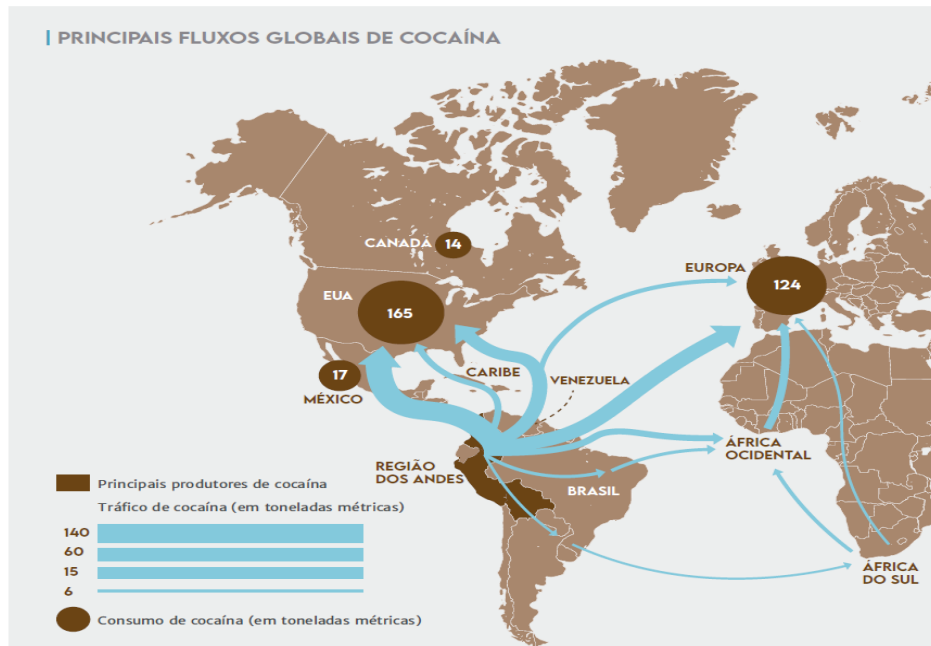 PRINCIPAIS FLUXOS GLOBAIS DE COCAÍNA
CANADÁ 14
EUROPA
124
EUA
165
CARIBE
VENEZUELA
17
MÉXICO
REGIÃO
DOS ANDES
BRASIL
ÁFRICA
OCIDENTAL
ÁFRICA
DO SUL
Principais produtores de cocaína
Tráfico de cocaína (em toneladas métricas)
140
60
15
6
Consumo de cocaína (em toneladas métricas)